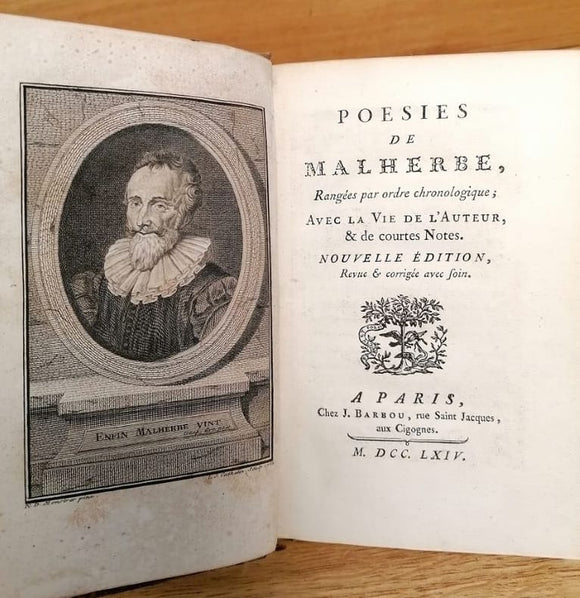 ENFIN MALHERBE VINT
POESIES
DE
MALHERBE,
Rangées par ordre chronologique;
AVEC LA VIE DE L'AUTEUR,
& de courtes Notes.
NOUVELLE ÉDITION,
Revue & corrigée avec soin.
A PARIS,
Chez J. BARBOU, rue Saint Jacques,
aux Cigognes.
M. DCC. LXIV.